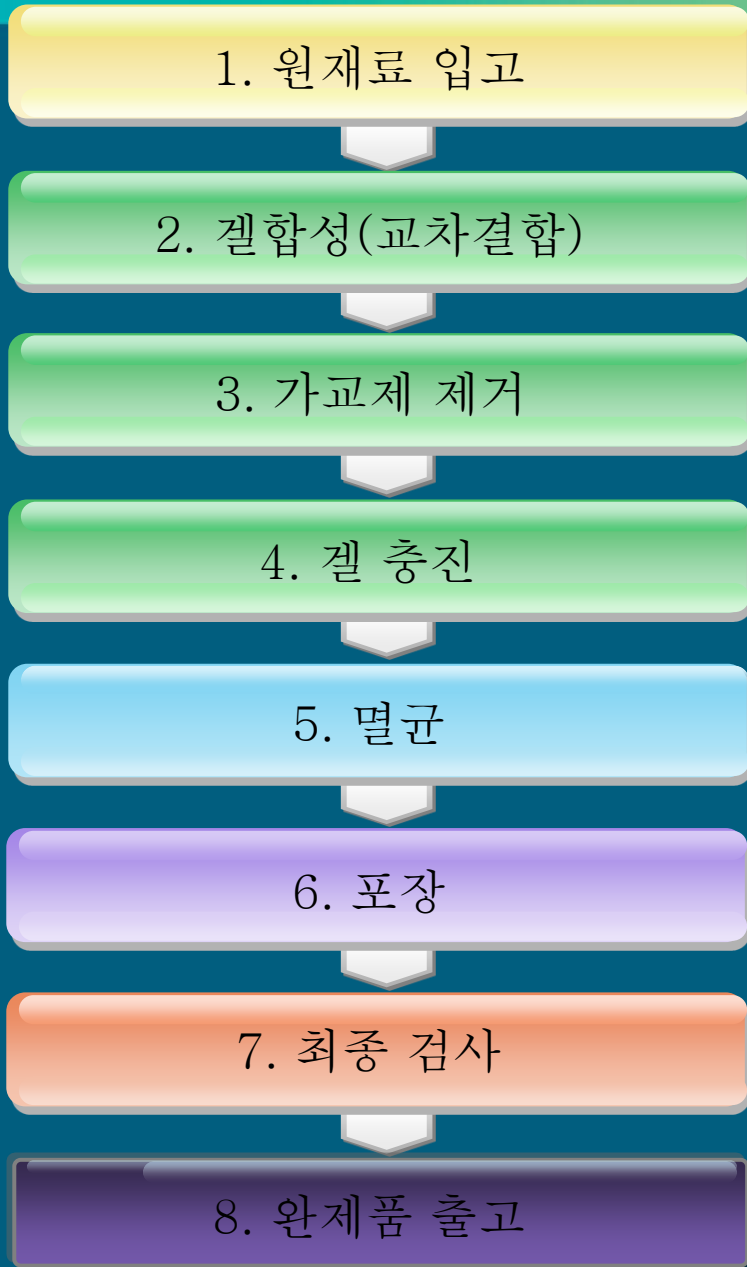 1. 원재료 입고
2. 겔합성(교차결합)
3. 가교제 제거
4. 겔 충진
5. 멸균
6. 포장
7. 최종 검사
8. 완제품 출고